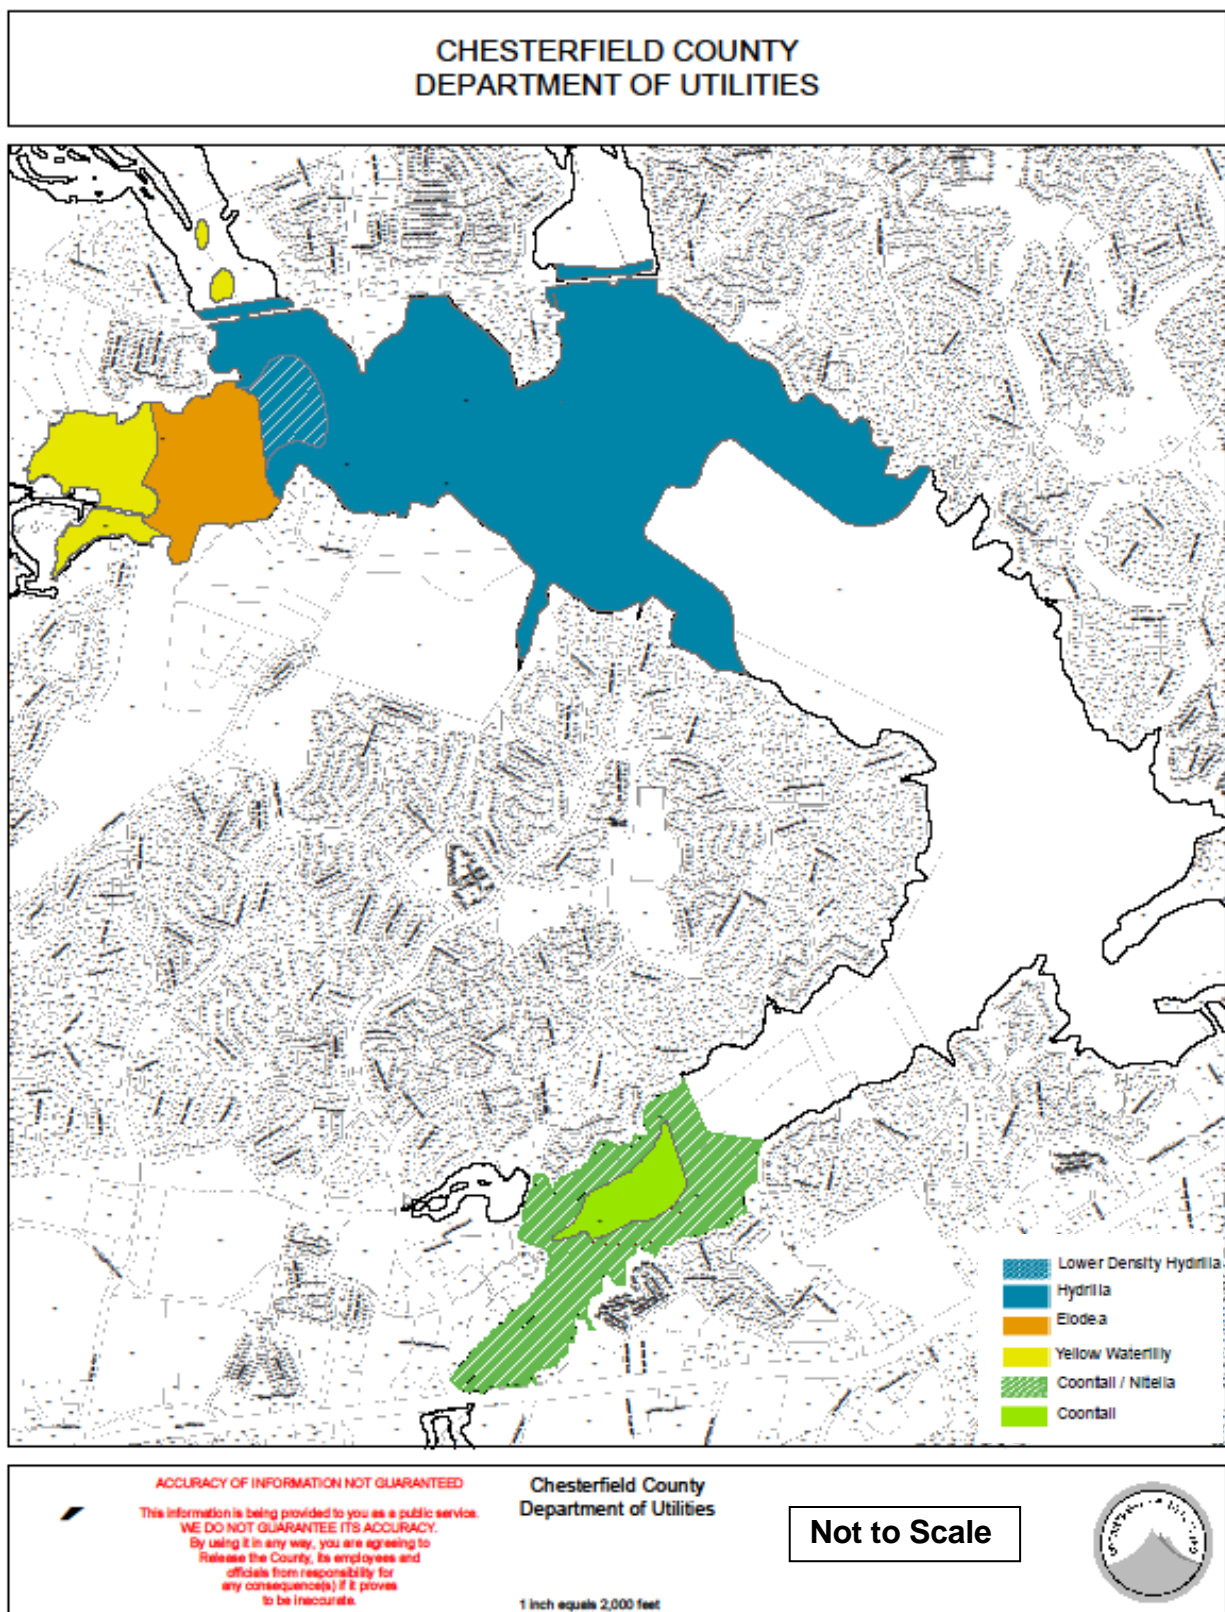 CHESTERFIELD COUNTY
DEPARTMENT OF UTILITIES
Lower Density Hydrilla
Hydrilla
Elodea
Yellow Waterlily
Coontail / Nitella
Coontail
ACCURACY OF INFORMATION NOT GUARANTEED
This information is being provided to you as a public service.
WE DO NOT GUARANTEE ITS ACCURACY.
By using it in any way, you are agreeing to
Release the County, its employees and
officials from responsibility for
any consequence(s) if it proves
to be inaccurate.
Chesterfield County
Department of Utilities
1 inch equals 2,000 feet
Not to Scale